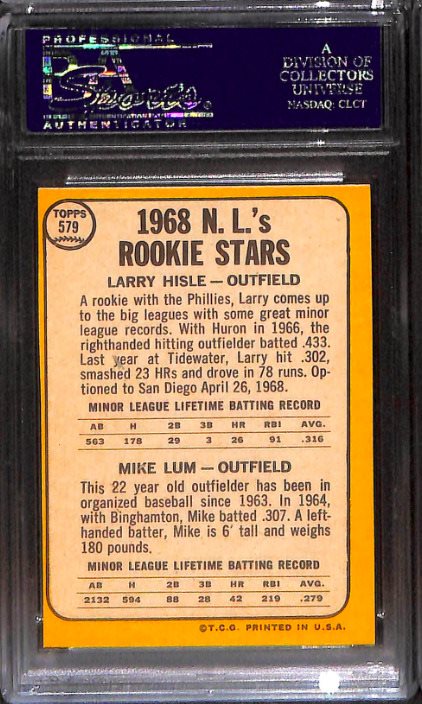 PROFESSIONAL
AUTHENTICATOR
A
DIVISION OF
COLLECTORS
UNIVERSE
NASDAQ: CLCT
TOPPS
579
1968 N. L.'s
ROOKIE STARS
LARRY HISLE — OUTFIELD
A rookie with the Phillies, Larry comes up
to the big leagues with some great minor
league records. With Huron in 1966, the
righthanded hitting outfielder batted .433.
Last year at Tidewater, Larry hit .302,
smashed 23 HRs and drove in 78 runs. Op-
tioned to San Diego April 26, 1968.
MINOR LEAGUE LIFETIME BATTING RECORD
AB H 2B 3B HR RBI AVG.
563 178 29 3 26 91 .316
MIKE LUM — OUTFIELD
This 22 year old outfielder has been in
organized baseball since 1963. In 1964,
with Binghamton, Mike batted .307. A left-
handed batter, Mike is 6' tall and weighs
180 pounds.
MINOR LEAGUE LIFETIME BATTING RECORD
AB H 2B 3B HR RBI AVG.
2132 594 88 28 42 219 .279
©T.C.G. PRINTED IN U.S.A.